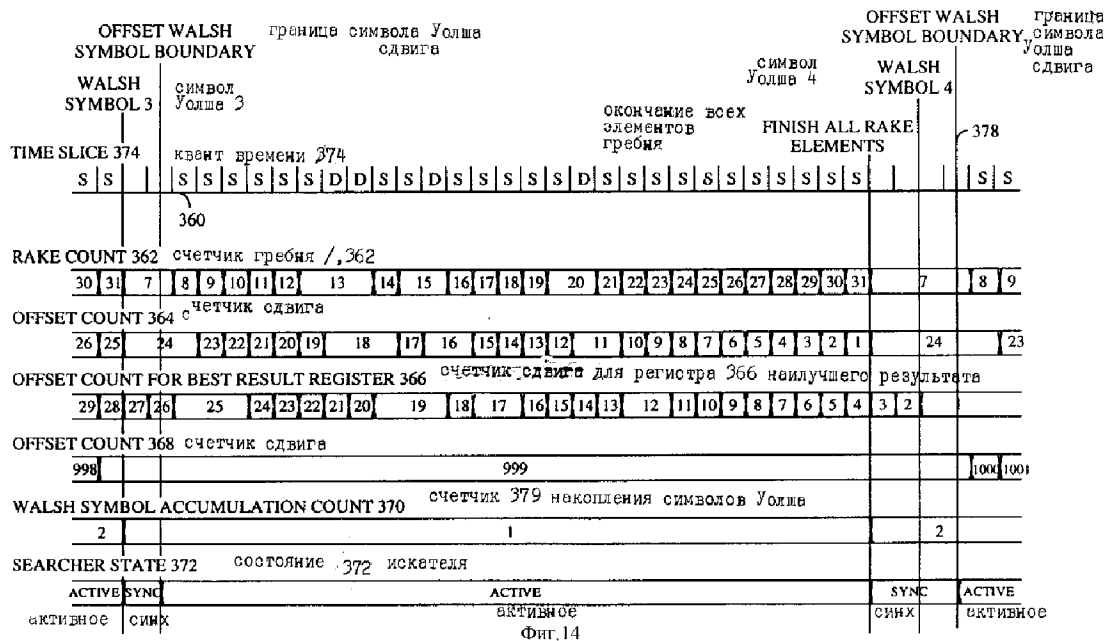 OFFSET WALSH
SYMBOL BOUNDARY
граница символа Уолша
сдвига
OFFSET WALSH
SYMBOL BOUNDARY
граница
символа
Уолша
сдвига
WALSH
SYMBOL 3
символ
Уолша 3
символ
Уолша 4
WALSH
SYMBOL 4
окончание всех
элементов
гребня
FINISH ALL RAKE
ELEMENTS
378
TIME SLICE 374 квант времени 374
S S S S S S S S D D S S D S S S S S D S S S S S S S S S S S S
360
RAKE COUNT 362 счетчик гребня /,362
30 31 7 8 9 10 11 12 13 14 15 16 17 18 19 20 21 22 23 24 25 26 27 28 29 30 31 7 8 9
OFFSET COUNT 364 счетчик сдвига
26 25 24 23 22 21 20 19 18 17 16 15 14 13 12 11 10 9 8 7 6 5 4 3 2 1 24 23
OFFSET COUNT FOR BEST RESULT REGISTER 366 счетчик сдвига для регистра 366 наилучшего результата
29 28 27 26 25 24 23 22 21 20 19 18 17 16 15 14 13 12 11 10 9 8 7 6 5 4 3 2
OFFSET COUNT 368 счетчик сдвига
998 999 1000 1001
WALSH SYMBOL ACCUMULATION COUNT 370 счетчик 379 накопления символов Уолша
2 1 2
SEARCHER STATE 372 состояние 372 искателя
ACTIVE SYNC ACTIVE SYNC ACTIVE
активное синх активное синх активное
Фиг.14